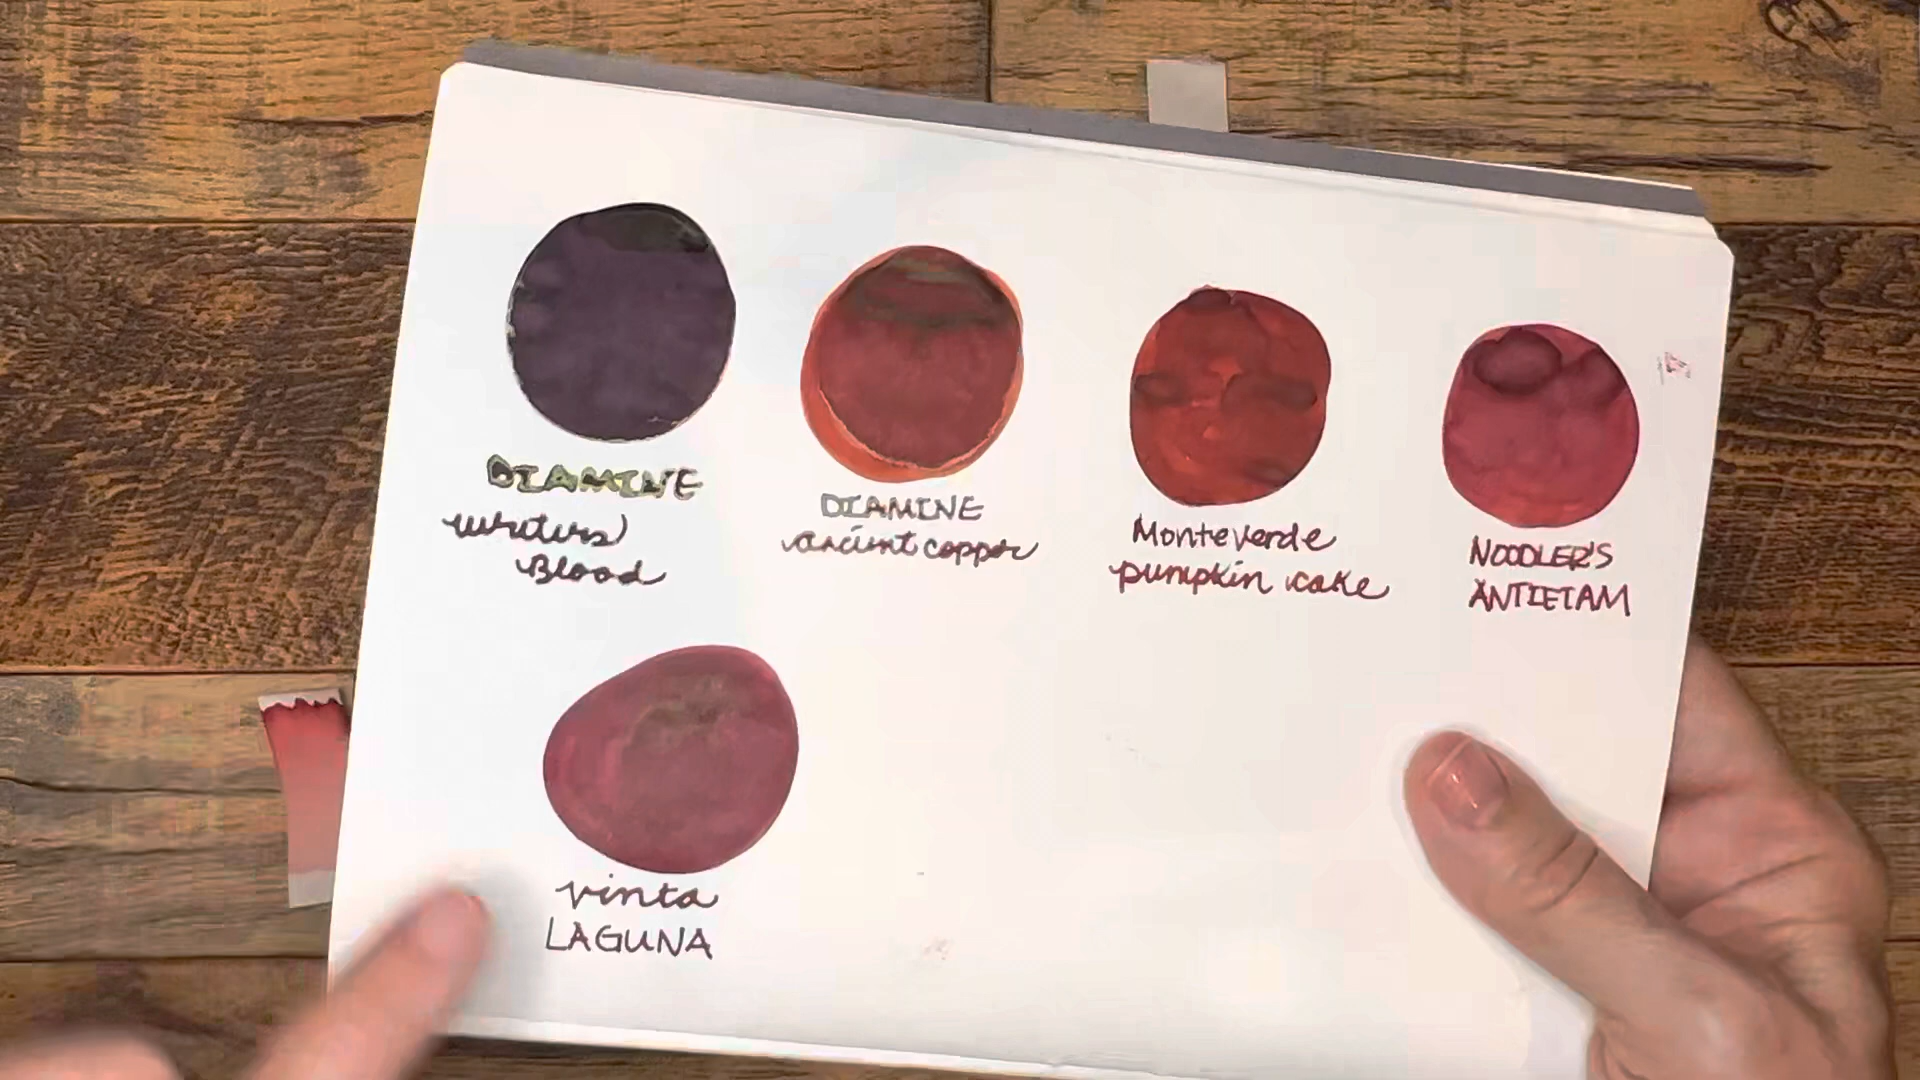 DIAMINE
writers'
Blood
DIAMINE
ancient copper
Monteverde
pumpkin cake
NOODLER'S
ANTIETAM
vinta
LAGUNA